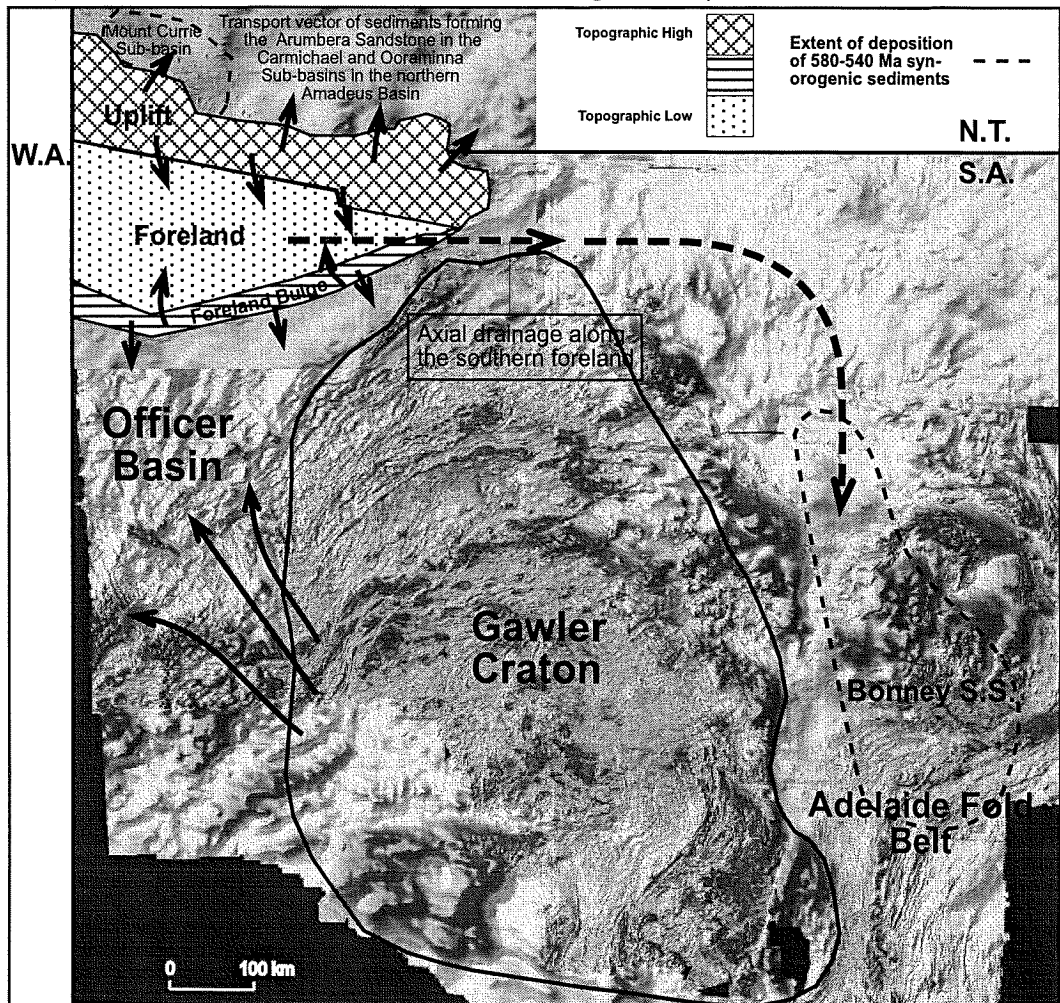 Mount Currie
Sub-basin
Transport vector of sediments forming
the Arumbera Sandstone in the
Carmichael and Ooraminna
Sub-basins in the northern
Amadeus Basin
Topographic High
Topographic Low
Extent of deposition
of 580-540 Ma syn-
orogenic sediments
N.T.
S.A.
W.A.
Uplift
Foreland
Foreland Bulge
Axial drainage along
the southern foreland
Officer
Basin
Gawler
Craton
Bonney S.S.
Adelaide Fold
Belt
0 100 km